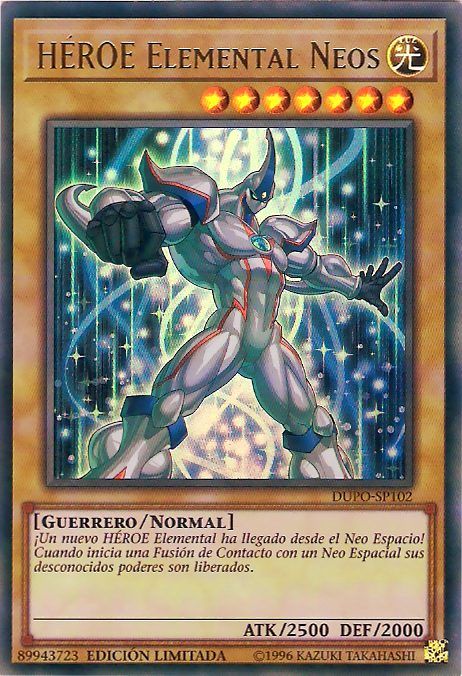 HÉROE Elemental Neos
光
DUPO-SP102
[Guerrero/Normal]
¡Un nuevo HÉROE Elemental ha llegado desde el Neo Espacio!
Cuando inicia una Fusión de Contacto con un Neo Espacial sus
desconocidos poderes son liberados.
ATK/2500 DEF/2000
89943723 EDICIÓN LIMITADA ©1996 KAZUKI TAKAHASHI